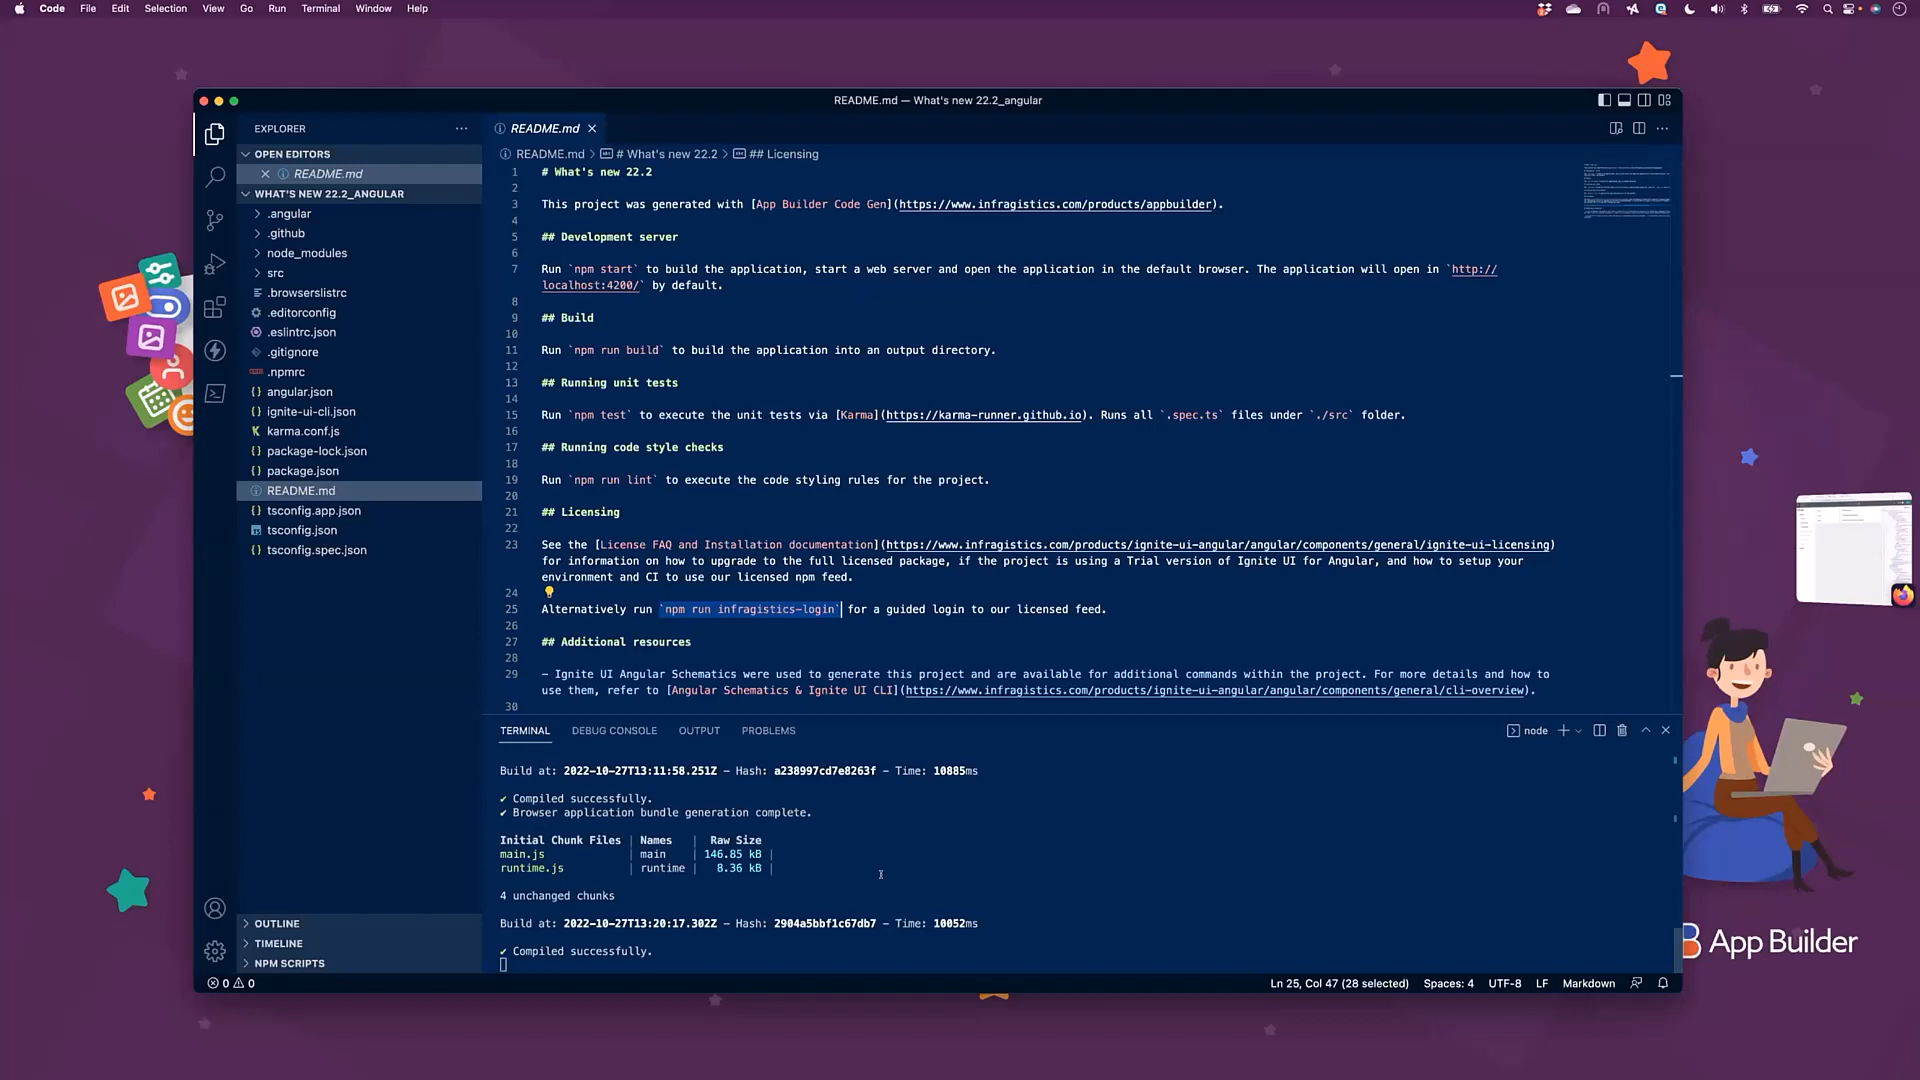 Code File Edit Selection View Go Run Terminal Window Help
README.md — What's new 22.2_angular
EXPLORER
OPEN EDITORS
README.md
WHAT'S NEW 22.2_ANGULAR
.angular
.github
node_modules
src
.browserslistrc
.editorconfig
.eslintrc.json
.gitignore
.npmrc
angular.json
ignite-ui-cli.json
karma.conf.js
package-lock.json
package.json
README.md
tsconfig.app.json
tsconfig.json
tsconfig.spec.json
OUTLINE
TIMELINE
NPM SCRIPTS
README.md
README.md > # What's new 22.2 > ## Licensing
1 # What's new 22.2
2
3 This project was generated with [App Builder Code Gen](https://www.infragistics.com/products/appbuilder).
4
5 ## Development server
6
7 Run `npm start` to build the application, start a web server and open the application in the default browser. The application will open in `http://
localhost:4200/` by default.
8
9 ## Build
10
11 Run `npm run build` to build the application into an output directory.
12
13 ## Running unit tests
14
15 Run `npm test` to execute the unit tests via [Karma](https://karma-runner.github.io). Runs all `.spec.ts` files under `./src` folder.
16
17 ## Running code style checks
18
19 Run `npm run lint` to execute the code styling rules for the project.
20
21 ## Licensing
22
23 See the [License FAQ and Installation documentation](https://www.infragistics.com/products/ignite-ui-angular/angular/components/general/ignite-ui-licensing)
for information on how to upgrade to the full licensed package, if the project is using a Trial version of Ignite UI for Angular, and how to setup your
environment and CI to use our licensed npm feed.
24
25 Alternatively run `npm run infragistics-login` for a guided login to our licensed feed.
26
27 ## Additional resources
28
29 - Ignite UI Angular Schematics were used to generate this project and are available for additional commands within the project. For more details and how to
use them, refer to [Angular Schematics & Ignite UI CLI](https://www.infragistics.com/products/ignite-ui-angular/angular/components/general/cli-overview).
30
TERMINAL DEBUG CONSOLE OUTPUT PROBLEMS node
Build at: 2022-10-27T13:11:58.251Z - Hash: a238997cd7e8263f - Time: 10885ms
✔ Compiled successfully.
✔ Browser application bundle generation complete.
Initial Chunk Files | Names | Raw Size
main.js | main | 146.85 kB |
runtime.js | runtime | 8.36 kB |
4 unchanged chunks
Build at: 2022-10-27T13:20:17.302Z - Hash: 2904a5bbf1c67db7 - Time: 10052ms
✔ Compiled successfully.
0 0 Ln 25, Col 47 (28 selected) Spaces: 4 UTF-8 LF Markdown
App Builder